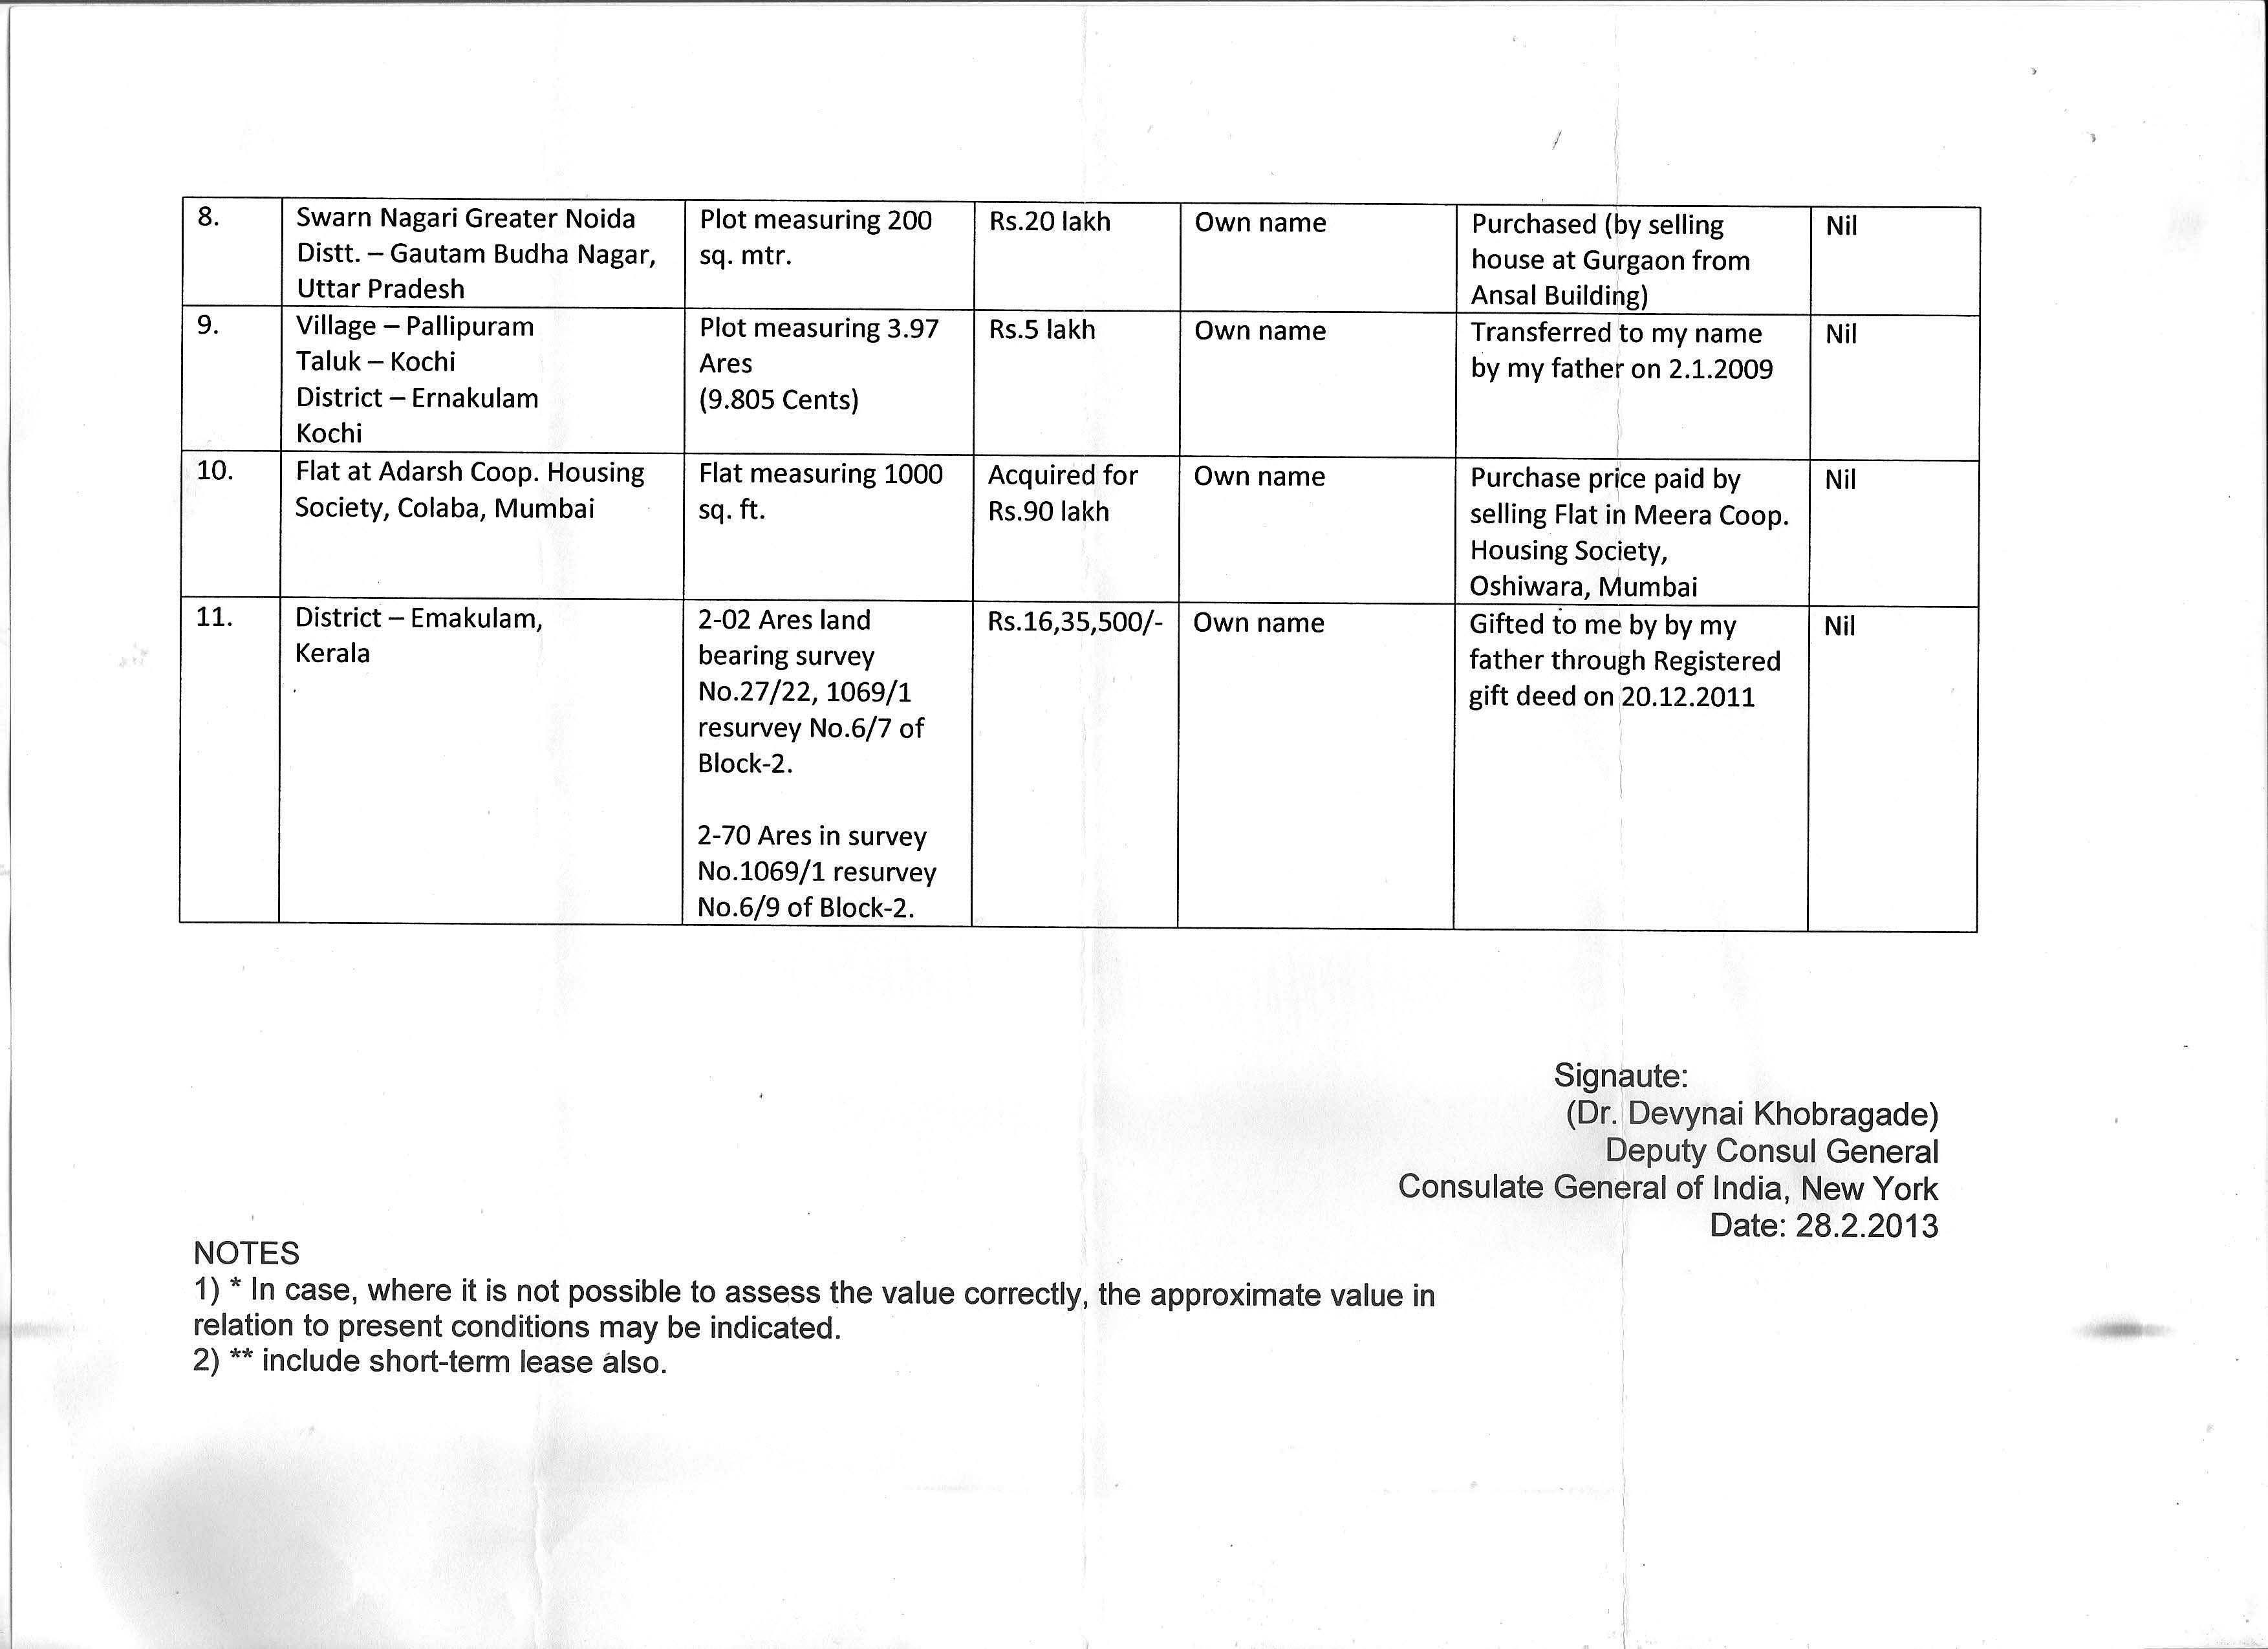 8.
Swarn Nagari Greater Noida
Distt. – Gautam Budha Nagar,
Uttar Pradesh
Plot measuring 200
sq. mtr.
Rs.20 lakh
Own name
Purchased (by selling
house at Gurgaon from
Ansal Building)
Nil
9.
Village – Pallipuram
Taluk – Kochi
District – Ernakulam
Kochi
Plot measuring 3.97
Ares
(9.805 Cents)
Rs.5 lakh
Own name
Transferred to my name
by my father on 2.1.2009
Nil
10.
Flat at Adarsh Coop. Housing
Society, Colaba, Mumbai
Flat measuring 1000
sq. ft.
Acquired for
Rs.90 lakh
Own name
Purchase price paid by
selling Flat in Meera Coop.
Housing Society,
Oshiwara, Mumbai
Nil
11.
District – Emakulam,
Kerala
2-02 Ares land
bearing survey
No.27/22, 1069/1
resurvey No.6/7 of
Block-2.
2-70 Ares in survey
No.1069/1 resurvey
No.6/9 of Block-2.
Rs.16,35,500/-
Own name
Gifted to me by by my
father through Registered
gift deed on 20.12.2011
Nil
Signaute:
(Dr. Devynai Khobragade)
Deputy Consul General
Consulate General of India, New York
Date: 28.2.2013
NOTES
1) * In case, where it is not possible to assess the value correctly, the approximate value in
relation to present conditions may be indicated.
2) ** include short-term lease also.